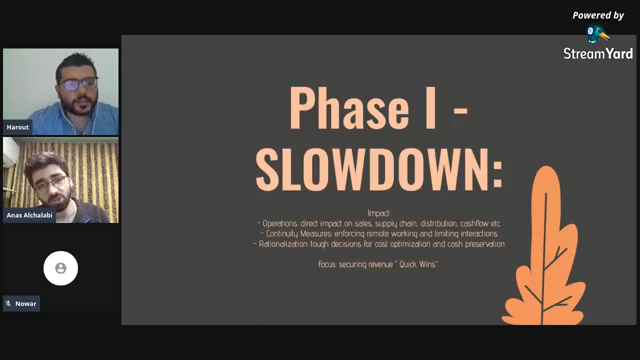 Powered by
StreamYard
Harout
Anas Alchalabi
Nowar
Phase I -
SLOWDOWN:
Impact:
- Operations: direct impact on sales, supply chain, distribution, cashflow etc.
- Continuity Measures: enforcing remote working and limiting interactions
- Rationalization tough decisions for cost optimization and cash preservation
Focus: securing revenue " Quick Wins"